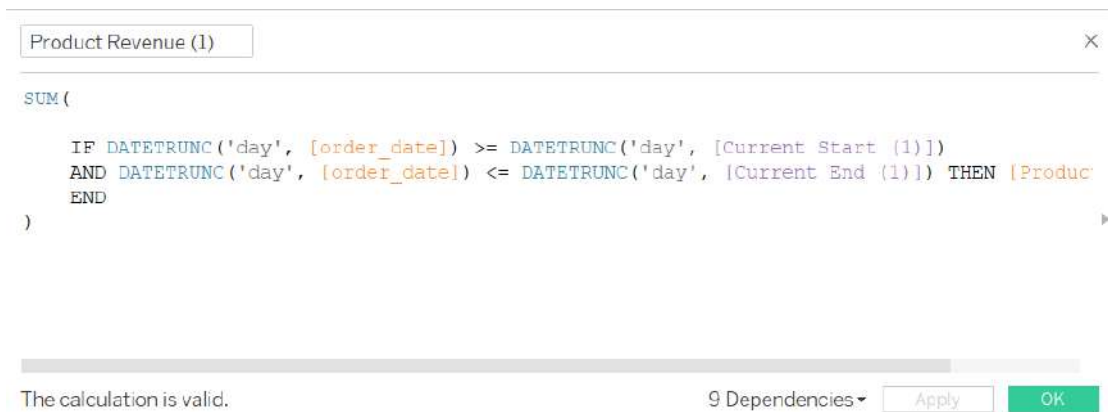 Product Revenue (1)
SUM(
IF DATETRUNC('day', [order_date]) >= DATETRUNC('day', [Current Start (1)])
AND DATETRUNC('day', [order_date]) <= DATETRUNC('day', [Current End (1)]) THEN [Produc
END
)
The calculation is valid.
9 Dependencies
Apply
OK